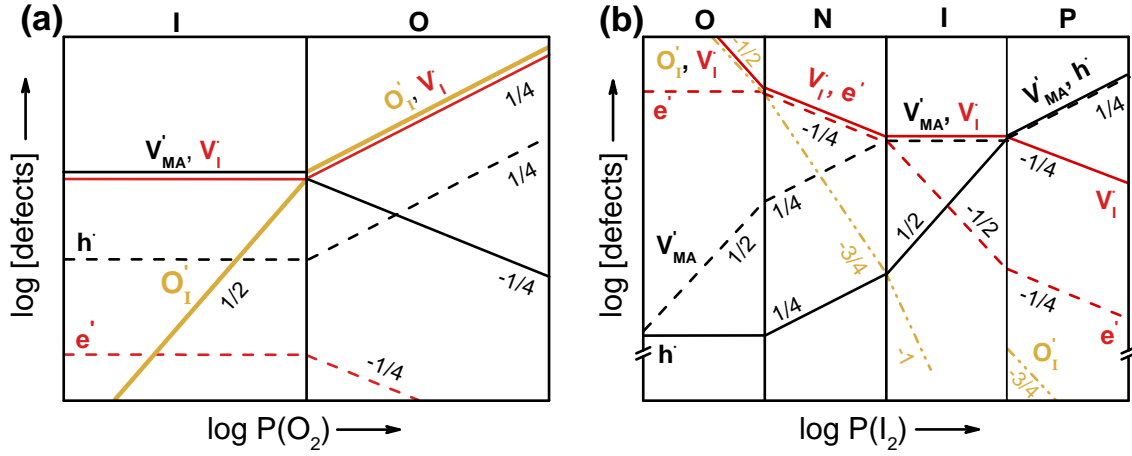 (a)
I O
O'I, V·I
1/4
V'MA, V·I
1/4
h·
O'I
1/2
-1/4
e'
-1/4
log [defects]
log P(O2)
(b)
O N I P
-1/2
O'I, V·I
e'
V·I, e'
-1/4
V'MA, V·I
V'MA, h·
1/4
-1/4
V·I
1/4
V'MA
1/2
-3/4
1/2
-1/2
1/4
-1/4
e'
h·
-1
O'I
-3/4
log [defects]
log P(I2)